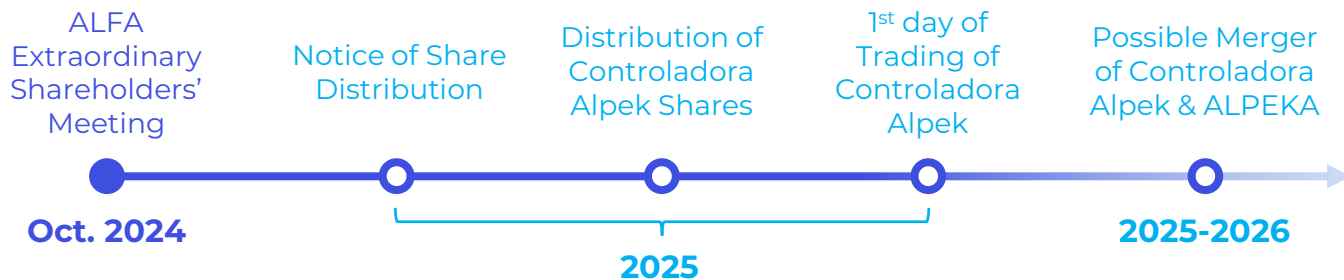 ALFA
Extraordinary
Shareholders’
Meeting
Notice of Share
Distribution
Distribution of
Controladora
Alpek Shares
1st day of
Trading of
Controladora
Alpek
Possible Merger
of Controladora
Alpek & ALPEKA
Oct. 2024
2025
2025-2026